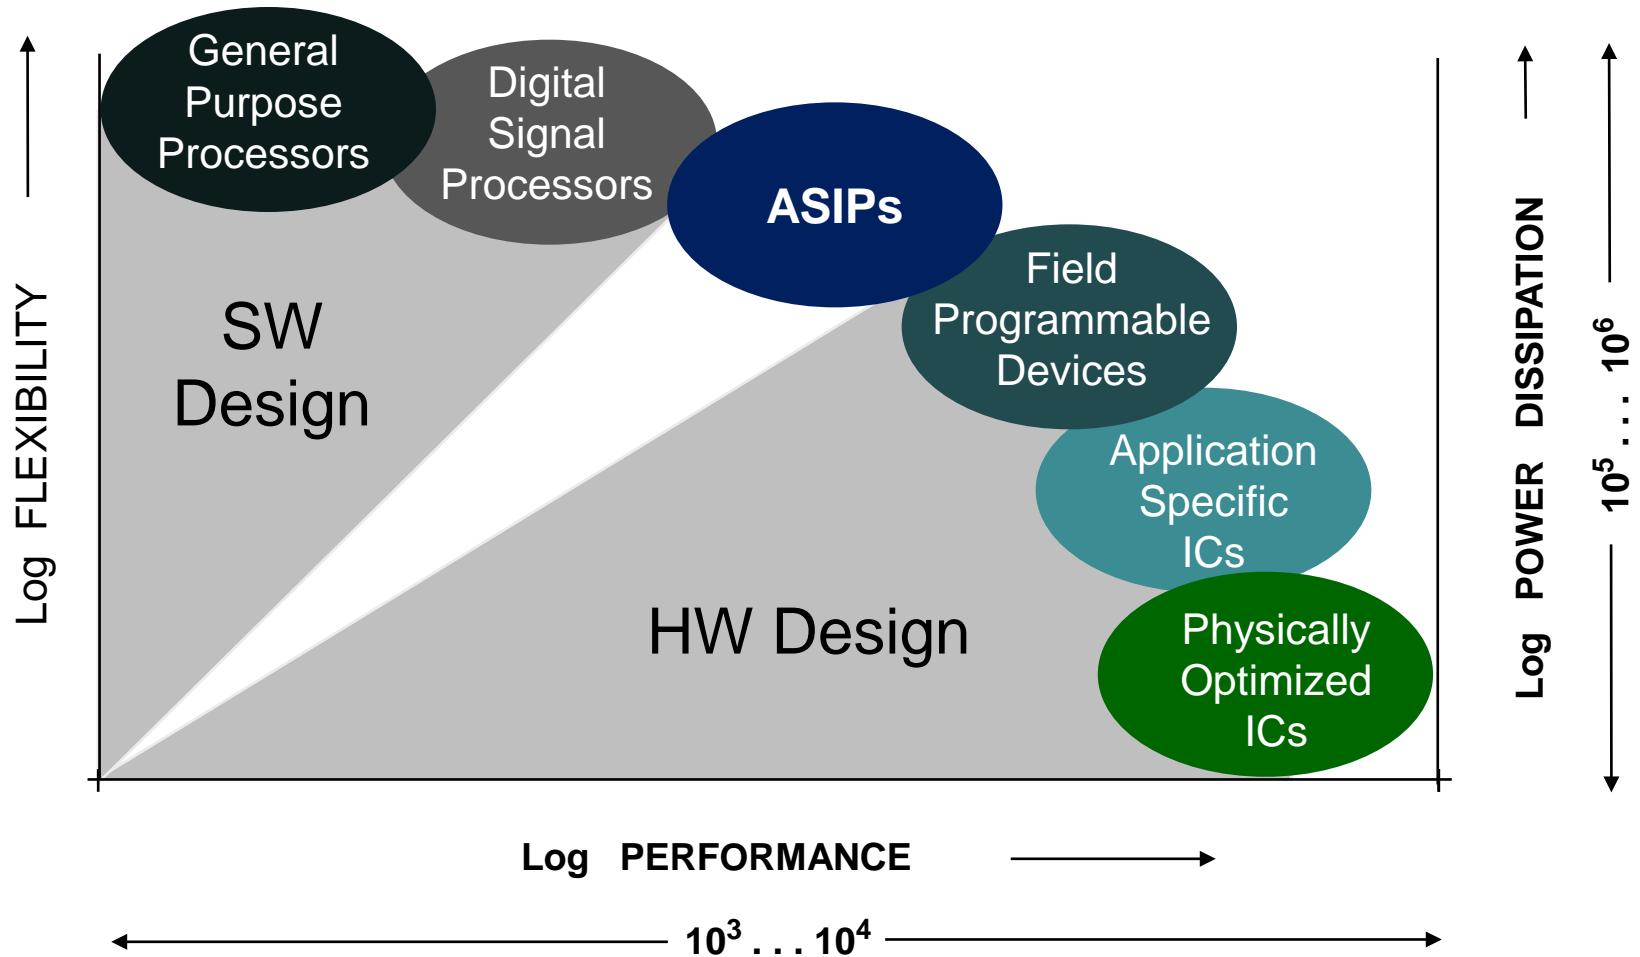 General
Purpose
Processors
Digital
Signal
Processors
ASIPs
Field
Programmable
Devices
Application
Specific
ICs
Physically
Optimized
ICs
SW
Design
HW Design
Log FLEXIBILITY
Log POWER DISSIPATION
10⁵ . . . 10⁶
Log PERFORMANCE
10³ . . . 10⁴